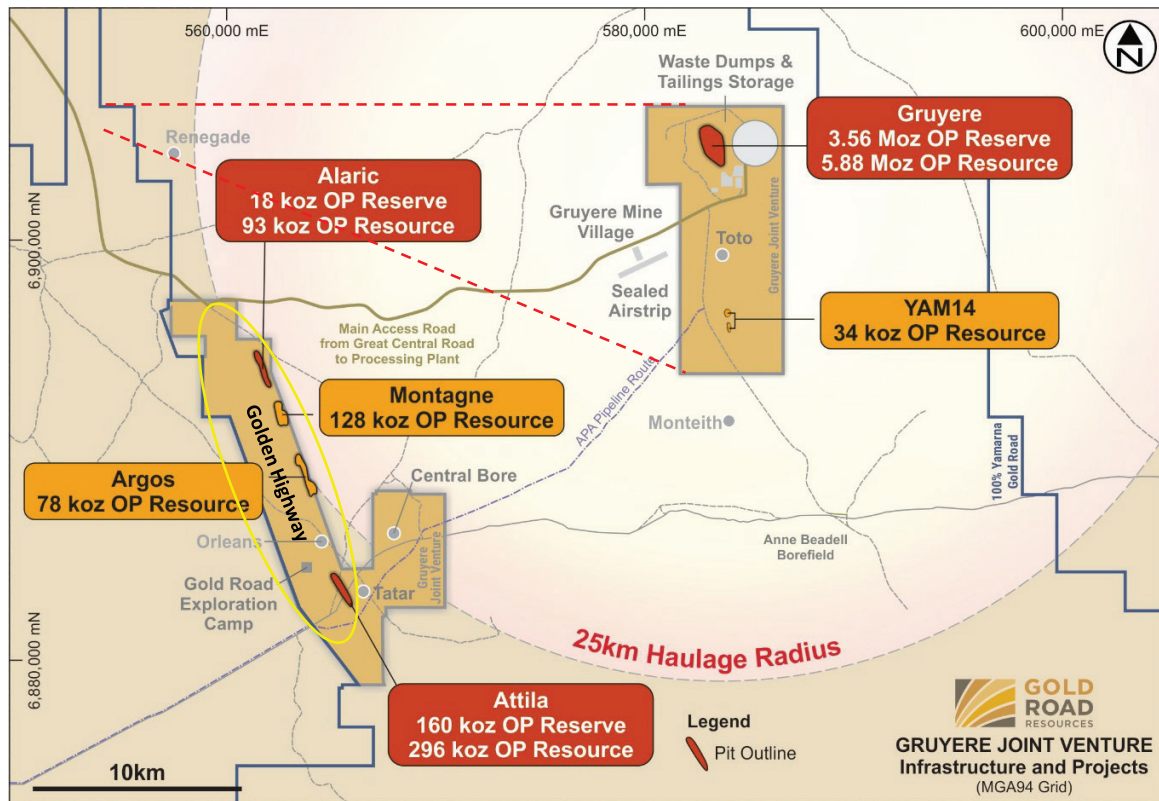 560,000 mE
580,000 mE
600,000 mE
N
Waste Dumps &
Tailings Storage
Gruyere
3.56 Moz OP Reserve
5.88 Moz OP Resource
Renegade
Alaric
18 koz OP Reserve
93 koz OP Resource
6,900,000 mN
Gruyere Mine
Village
Toto
Gruyere Joint Venture
Sealed
Airstrip
YAM14
34 koz OP Resource
Main Access Road
from Great Central Road
to Processing Plant
APA Pipeline Route
Montagne
128 koz OP Resource
Monteith
Golden Highway
100% Yamarna
Gold Road
Argos
78 koz OP Resource
Central Bore
Orleans
Gruyere
Joint Venture
Anne Beadell
Borefield
Gold Road
Exploration
Camp
Tatar
25km Haulage Radius
6,880,000 mN
Attila
160 koz OP Reserve
296 koz OP Resource
Legend
Pit Outline
GOLD
ROAD
RESOURCES
GRUYERE JOINT VENTURE
Infrastructure and Projects
(MGA94 Grid)
10km